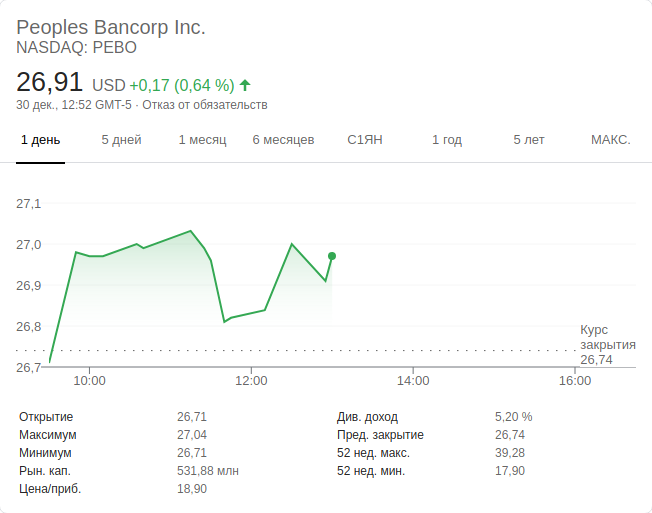 Peoples Bancorp Inc.
NASDAQ: PEBO
26,91 USD +0,17 (0,64 %)
30 дек., 12:52 GMT-5 · Отказ от обязательств
1 день 5 дней 1 месяц 6 месяцев С1ЯН 1 год 5 лет МАКС.
27,1
27,0
26,9
26,8
26,7
Курс
закрытия
26,74
10:00 12:00 14:00 16:00
Открытие 26,71
Максимум 27,04
Минимум 26,71
Рын. кап. 531,88 млн
Цена/приб. 18,90
Див. доход 5,20 %
Пред. закрытие 26,74
52 нед. макс. 39,28
52 нед. мин. 17,90